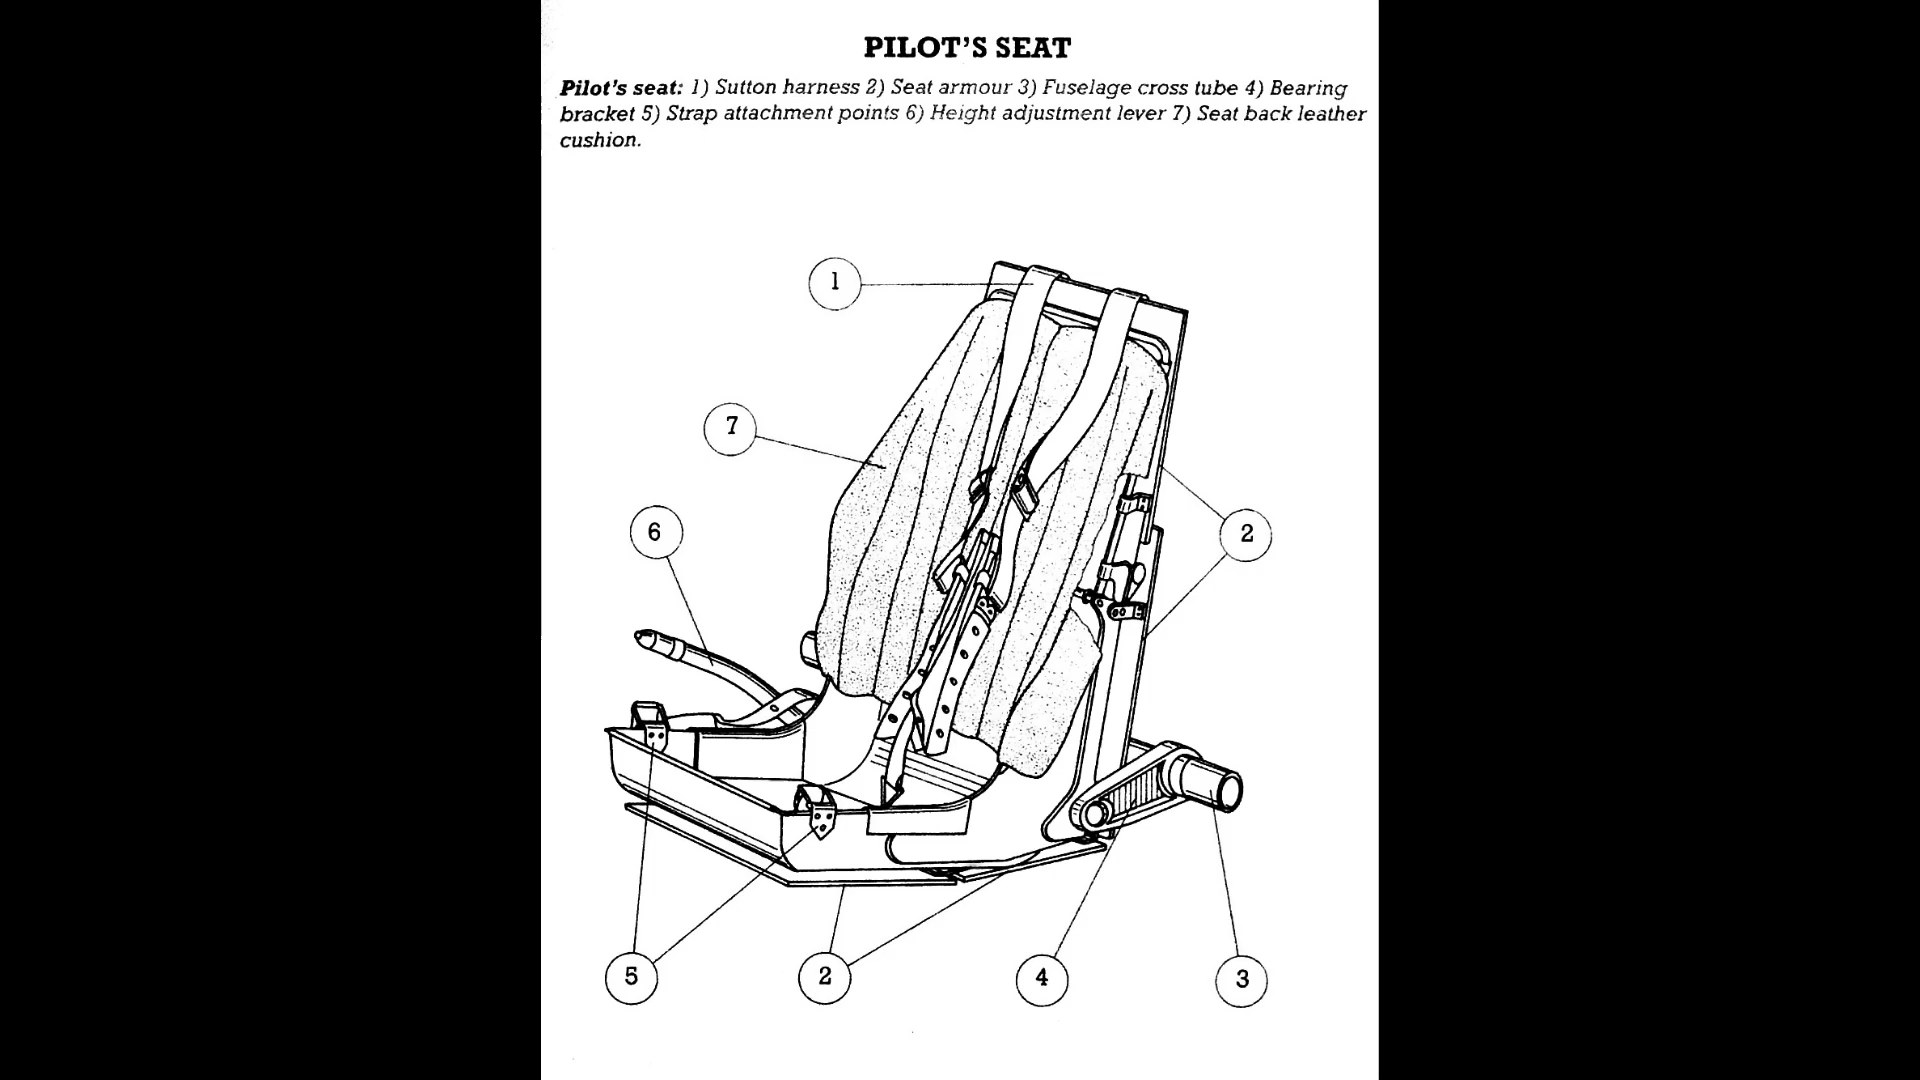 PILOT'S SEAT
Pilot's seat: 1) Sutton harness 2) Seat armour 3) Fuselage cross tube 4) Bearing
bracket 5) Strap attachment points 6) Height adjustment lever 7) Seat back leather
cushion.
1
7
6
2
5
2
4
3